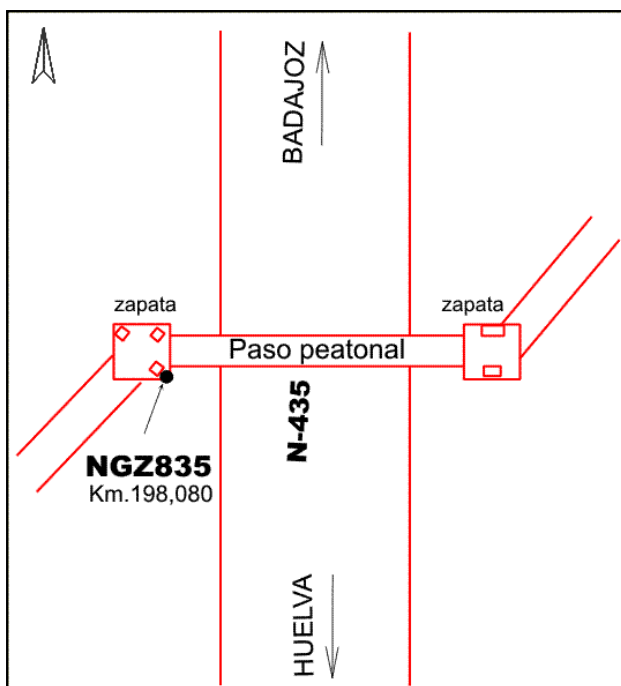 BADAJOZ
zapata
zapata
Paso peatonal
N-435
NGZ835
Km.198,080
HUELVA